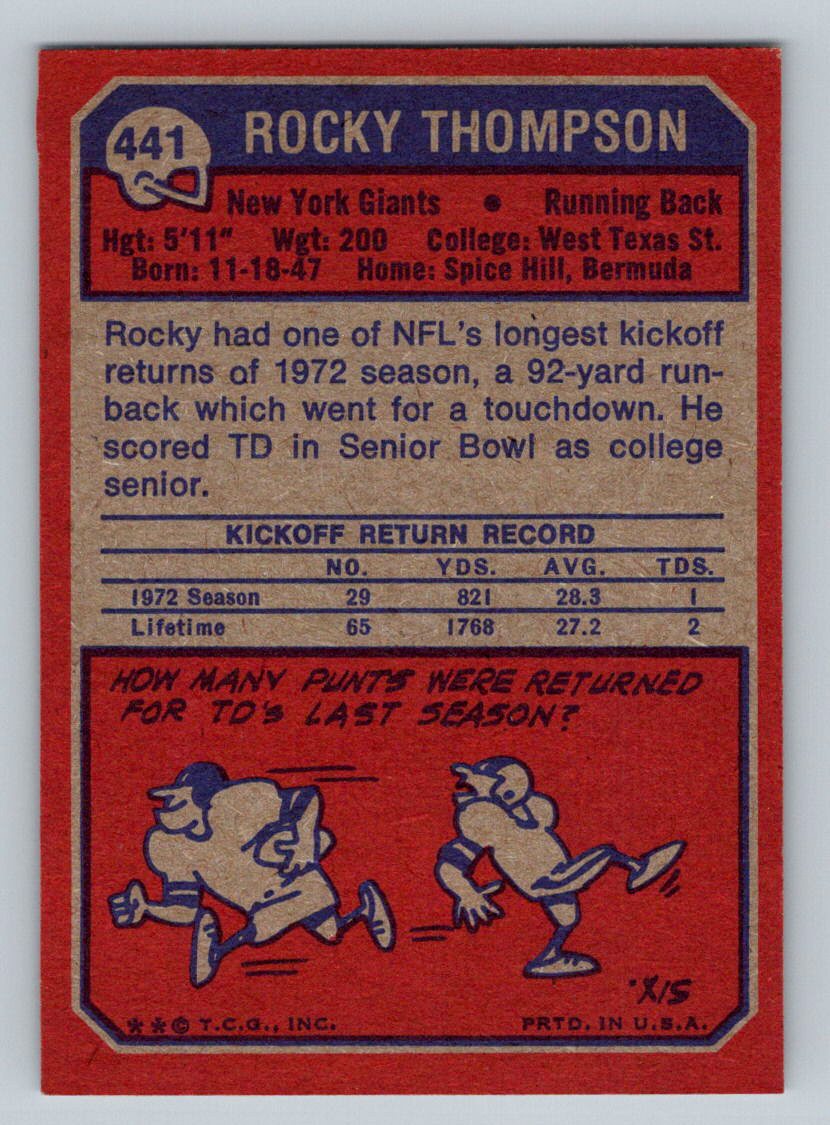 441
ROCKY THOMPSON
New York Giants • Running Back
Hgt: 5'11" Wgt: 200 College: West Texas St.
Born: 11-18-47 Home: Spice Hill, Bermuda
Rocky had one of NFL's longest kickoff
returns of 1972 season, a 92-yard run-
back which went for a touchdown. He
scored TD in Senior Bowl as college
senior.
KICKOFF RETURN RECORD
NO. YDS. AVG. TDS.
1972 Season 29 821 28.3 1
Lifetime 65 1768 27.2 2
HOW MANY PUNTS WERE RETURNED
FOR TD'S LAST SEASON?
SIX.
**© T.C.G., INC. PRTD. IN U.S.A.